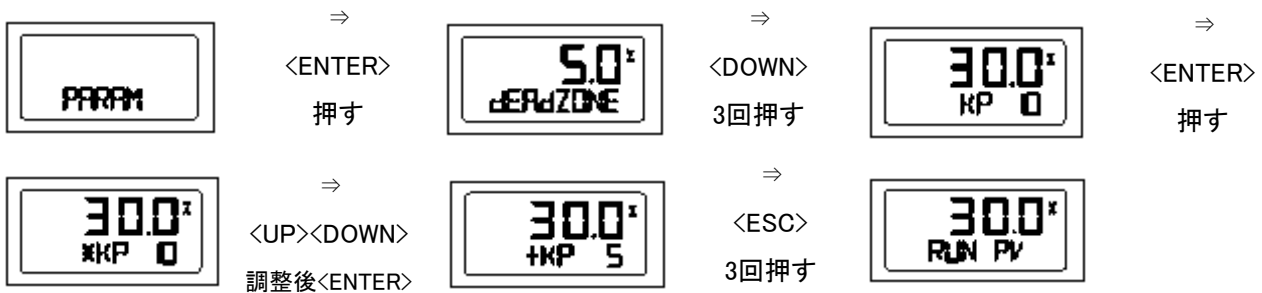 ⇒ ⇒ ⇒
PARAM <ENTER> 押す 5.0% dEAdZONE <DOWN> 3回押す 30.0% KP 10 <ENTER> 押す
⇒ ⇒
30.0% *KP 10 <UP><DOWN> 調整後<ENTER> 30.0% +KP 5 <ESC> 3回押す 30.0% RUN PV